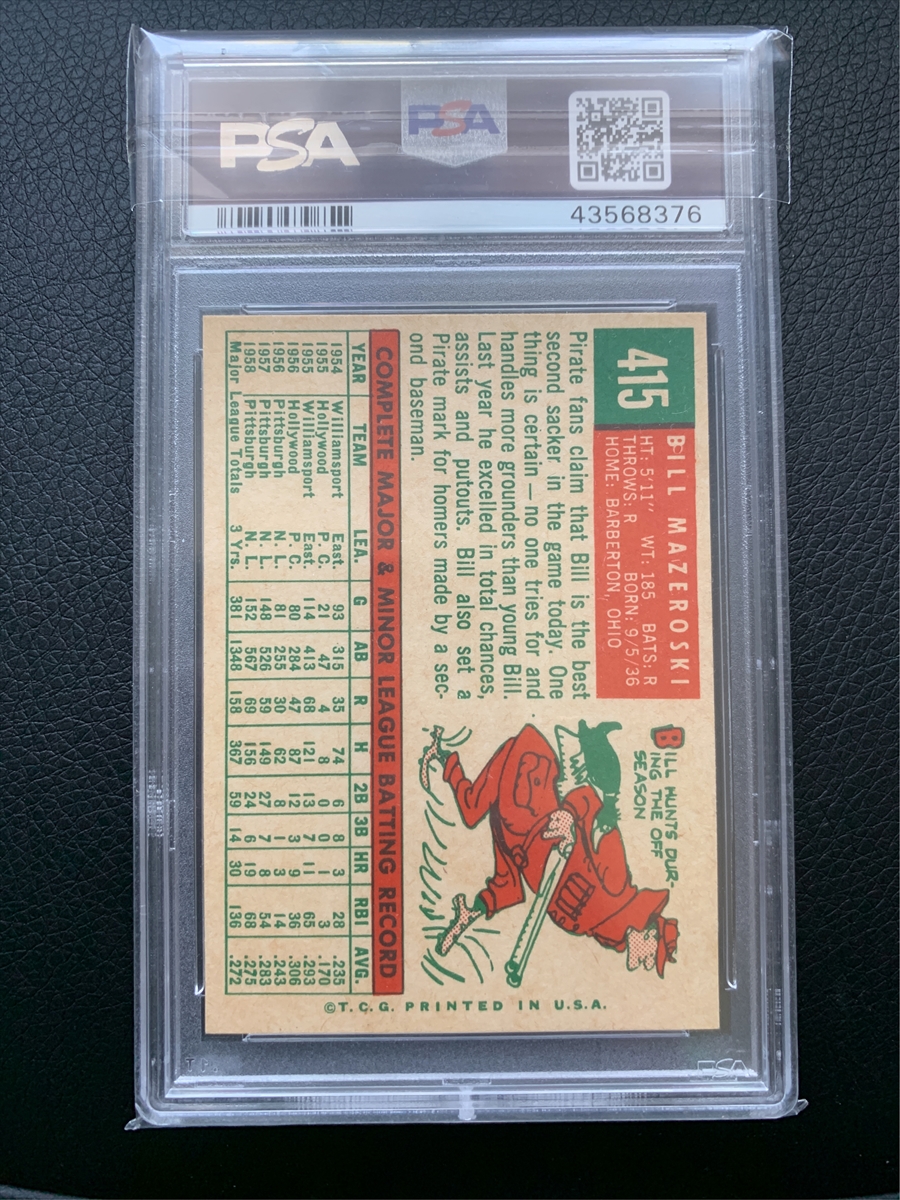 PSA
PSA
43568376
415
BILL MAZEROSKI
HT: 5'11" WT: 185 BATS: R
THROWS: R BORN: 9/5/36
HOME: BARBERTON, OHIO
Pirate fans claim that Bill is the best
second sacker in the game today. One
thing is certain—no one tries for and
handles more grounders than young Bill.
Last year he excelled in total chances,
assists and putouts. Bill also set a
Pirate mark for homers made by a sec-
ond baseman.
BILL HUNTS DUR-
ING THE OFF
SEASON
COMPLETE MAJOR & MINOR LEAGUE BATTING RECORD
YEAR TEAM LEA. G AB R H 2B 3B HR RBI AVG.
1954 Williamsport East. 93 315 35 74 6 8 3 28 .235
1955 Hollywood P. C. 21 47 4 8 0 0 1 3 .170
1955 Williamsport East. 114 413 68 121 13 7 11 65 .293
1956 Hollywood P. C. 80 284 47 87 12 3 9 36 .306
1956 Pittsburgh N. L. 81 255 30 62 8 1 3 14 .243
1957 Pittsburgh N. L. 148 526 59 149 27 7 8 54 .283
1958 Pittsburgh N. L. 152 567 69 156 24 6 19 68 .275
Major League Totals 3 Yrs. 381 1348 158 367 59 14 30 136 .272
©T.C.G. PRINTED IN U.S.A.
PSA